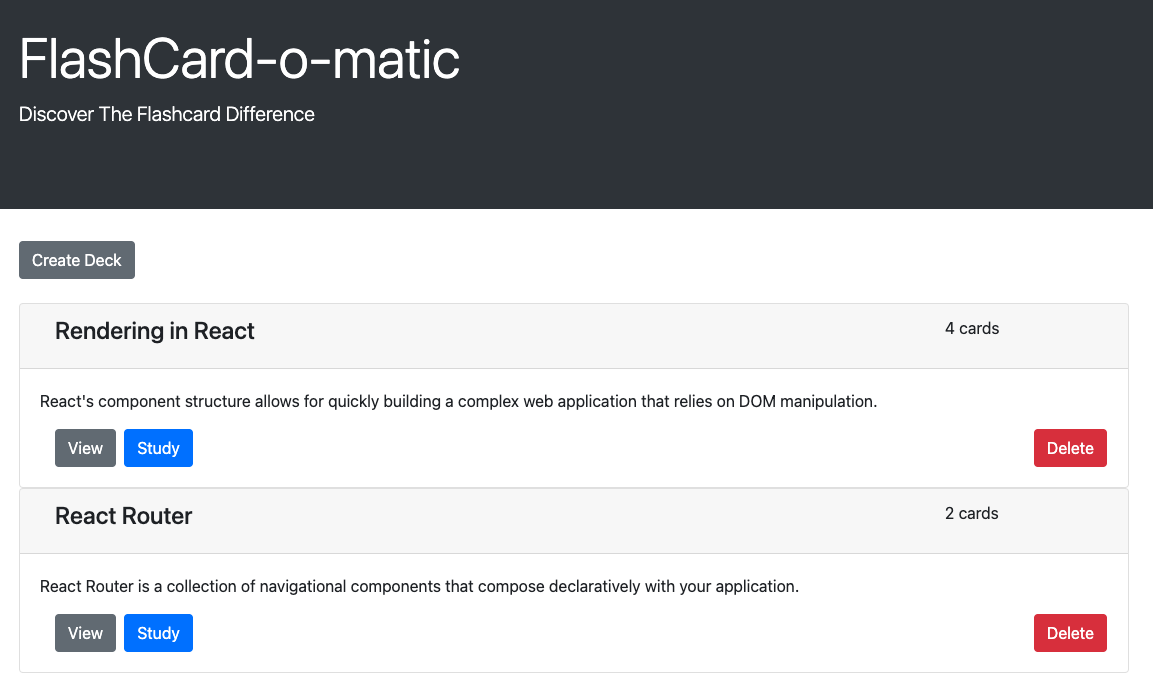 FlashCard-o-matic
Discover The Flashcard Difference
Create Deck
Rendering in React
4 cards
React's component structure allows for quickly building a complex web application that relies on DOM manipulation.
View
Study
Delete
React Router
2 cards
React Router is a collection of navigational components that compose declaratively with your application.
View
Study
Delete